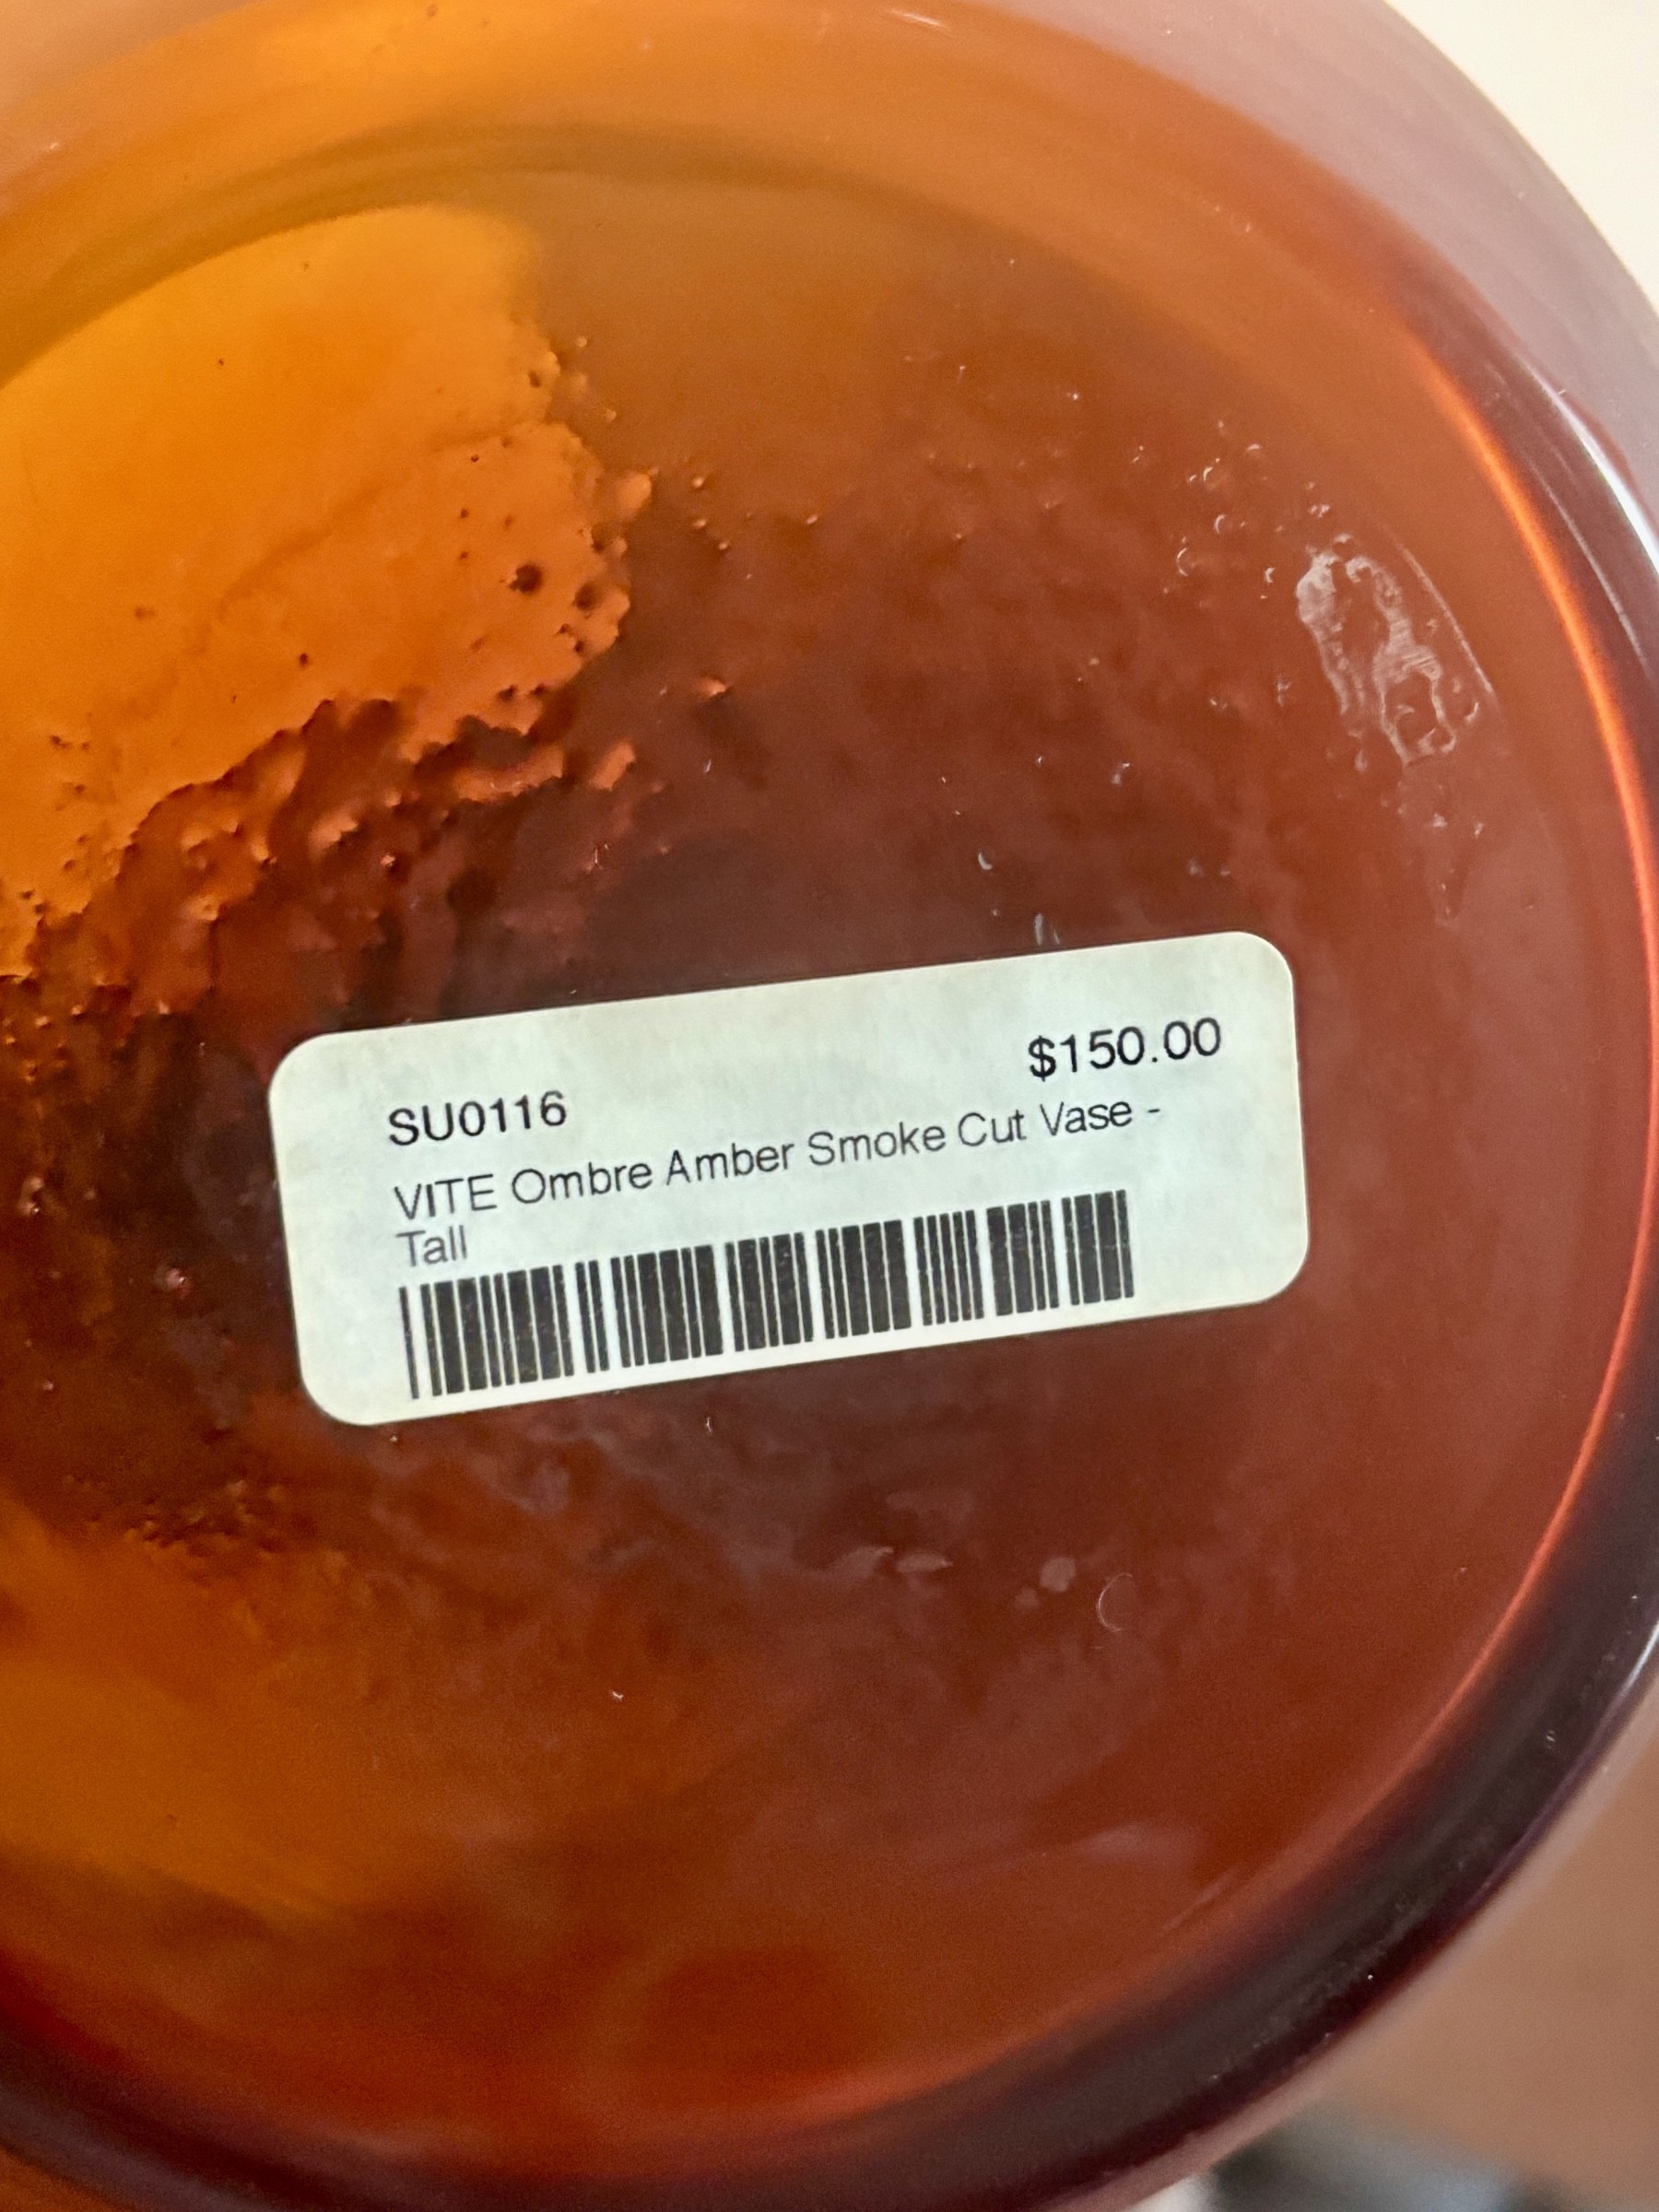 $150.00
SU0116
VITE Ombre Amber Smoke Cut Vase -
Tall